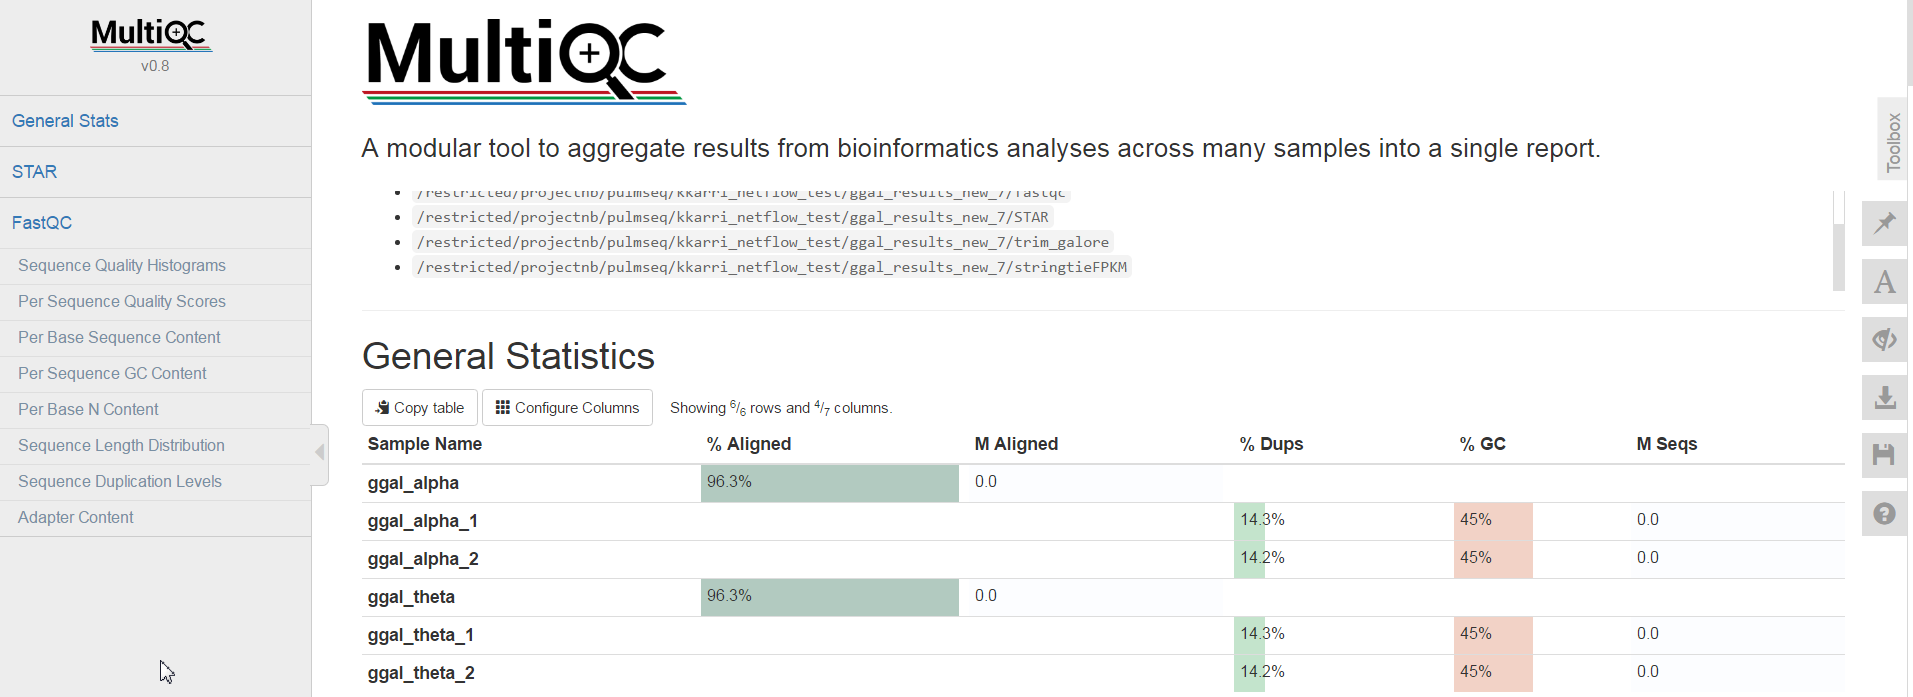 MultiQC
v0.8
General Stats
STAR
FastQC
Sequence Quality Histograms
Per Sequence Quality Scores
Per Base Sequence Content
Per Sequence GC Content
Per Base N Content
Sequence Length Distribution
Sequence Duplication Levels
Adapter Content
MultiQC
A modular tool to aggregate results from bioinformatics analyses across many samples into a single report.
/restricted/projectnb/pulmseq/kkarri_netflow_test/ggal_results_new_7/fastqc
/restricted/projectnb/pulmseq/kkarri_netflow_test/ggal_results_new_7/STAR
/restricted/projectnb/pulmseq/kkarri_netflow_test/ggal_results_new_7/trim_galore
/restricted/projectnb/pulmseq/kkarri_netflow_test/ggal_results_new_7/stringtieFPKM
General Statistics
Copy table Configure Columns Showing 6/6 rows and 4/7 columns.
Sample Name % Aligned M Aligned % Dups % GC M Seqs
ggal_alpha 96.3% 0.0
ggal_alpha_1 14.3% 45% 0.0
ggal_alpha_2 14.2% 45% 0.0
ggal_theta 96.3% 0.0
ggal_theta_1 14.3% 45% 0.0
ggal_theta_2 14.2% 45% 0.0
Toolbox
A